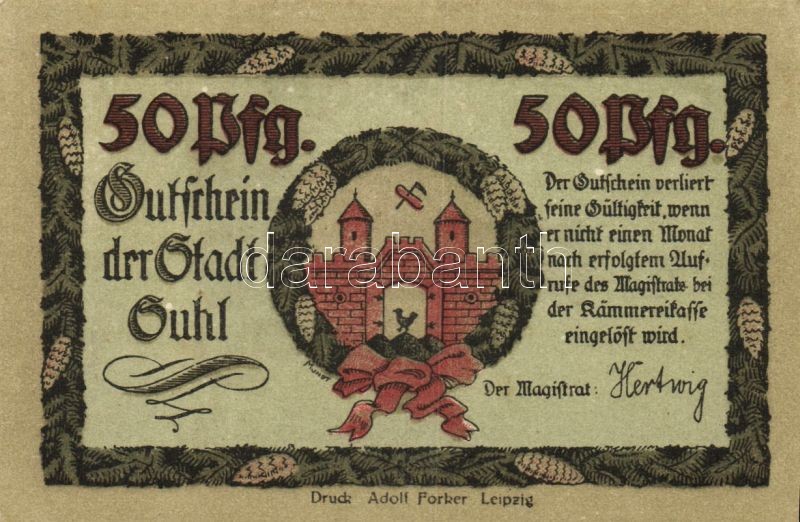 50 Pfg.
Gutschein
der Stadt
Suhl
50 Pfg.
Der Gutschein verliert
seine Gültigkeit, wenn
er nicht einen Monat
nach erfolgtem Auf-
rufe des Magistrats bei
der Kämmereikasse
eingelöst wird.
Der Magistrat: Hertwig
Druck Adolf Forker Leipzig
darabanth